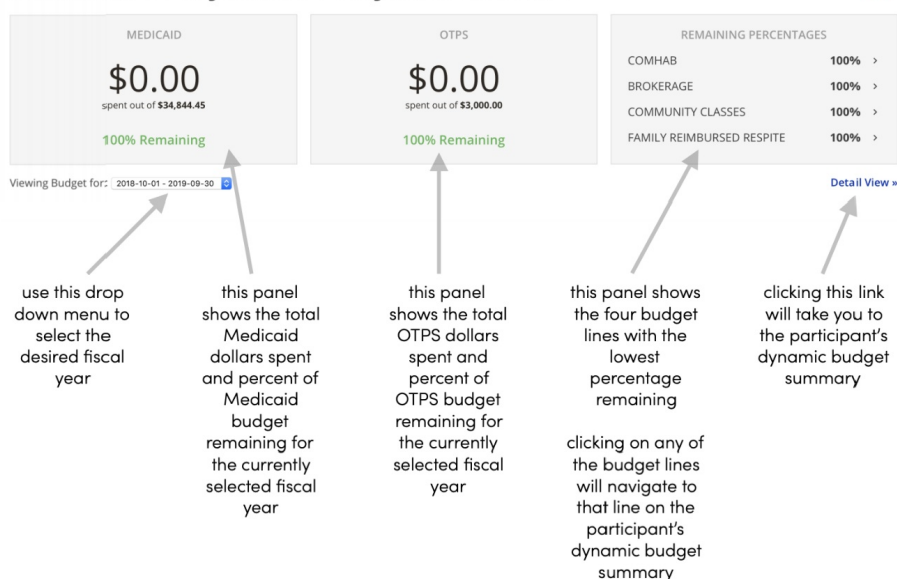 MEDICAID
$0.00
spent out of $34,844.45
100% Remaining
OTPS
$0.00
spent out of $3,000.00
100% Remaining
REMAINING PERCENTAGES
COMHAB 100% >
BROKERAGE 100% >
COMMUNITY CLASSES 100% >
FAMILY REIMBURSED RESPITE 100% >
Viewing Budget for: 2018-10-01 - 2019-09-30
Detail View »
use this drop
down menu to
select the
desired fiscal
year
this panel
shows the total
Medicaid
dollars spent
and percent of
Medicaid
budget
remaining for
the currently
selected fiscal
year
this panel
shows the total
OTPS dollars
spent and
percent of
OTPS budget
remaining for
the currently
selected fiscal
year
this panel shows
the four budget
lines with the
lowest
percentage
remaining
clicking on any of
the budget lines
will navigate to
that line on the
participant's
dynamic budget
summary
clicking this link
will take you to
the participant's
dynamic budget
summary